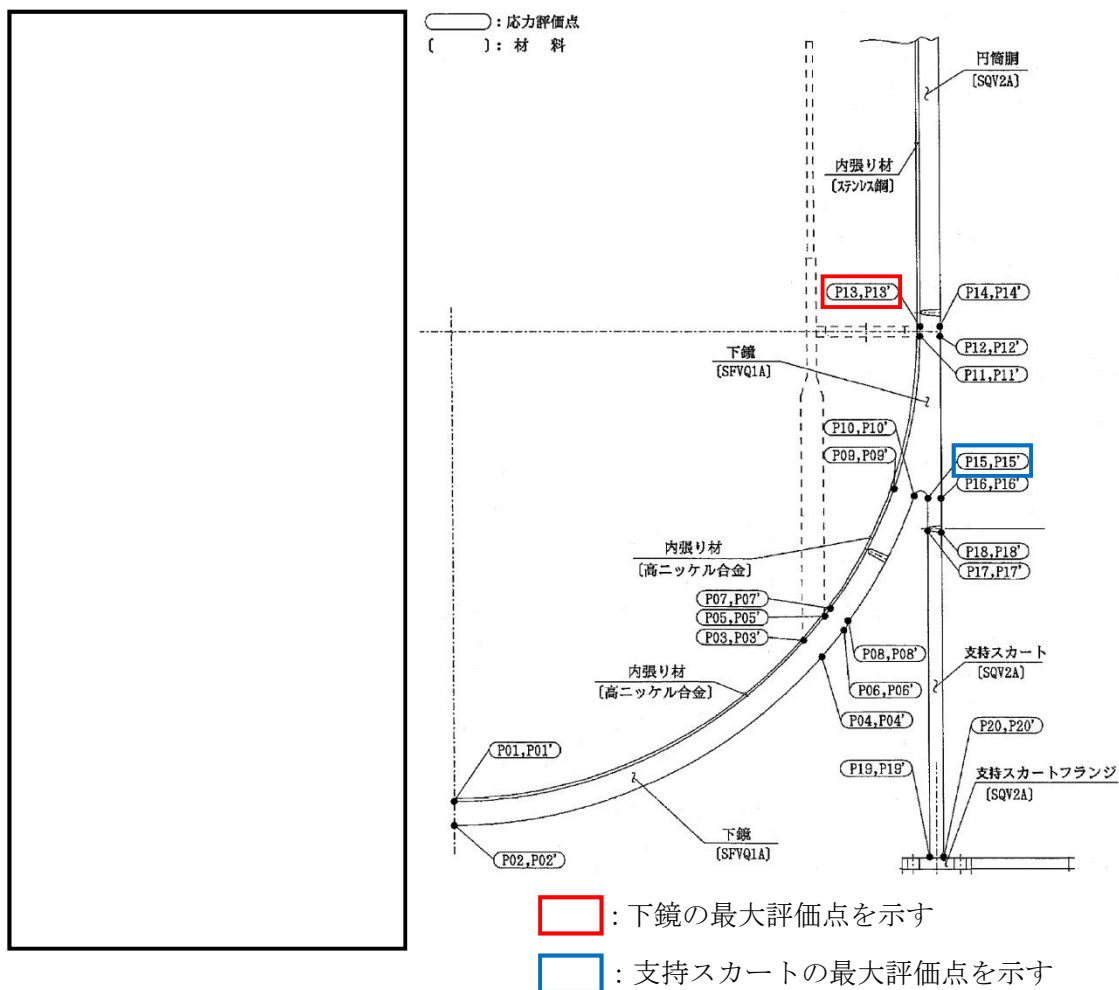 ：応力評価点
〔　　　〕：材　料
円筒胴
〔SQV2A〕
内張り材
〔ステンレス鋼〕
P13,P13'
P14,P14'
P12,P12'
下鏡
〔SFVQ1A〕
P11,P11'
P10,P10'
P09,P09'
P15,P15'
P16,P16'
内張り材
〔高ニッケル合金〕
P18,P18'
P17,P17'
P07,P07'
P05,P05'
P03,P03'
P08,P08'
支持スカート
〔SQV2A〕
内張り材
〔高ニッケル合金〕
P06,P06'
P04,P04'
P20,P20'
P01,P01'
P19,P19'
支持スカートフランジ
〔SQV2A〕
下鏡
〔SFVQ1A〕
P02,P02'
：下鏡の最大評価点を示す
：支持スカートの最大評価点を示す